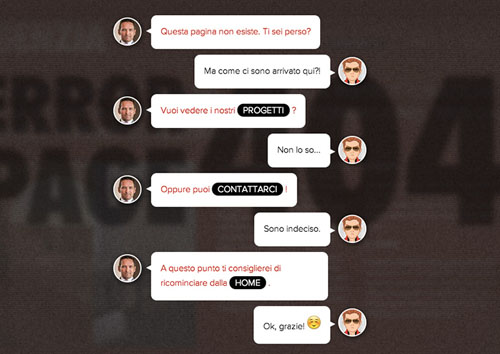 ERROR
PAGE
404
Questa pagina non esiste. Ti sei perso?
Ma come ci sono arrivato qui?!
Vuoi vedere i nostri PROGETTI ?
Non lo so...
Oppure puoi CONTATTARCI !
Sono indeciso.
A questo punto ti consiglierei di
ricominciare dalla HOME .
Ok, grazie!